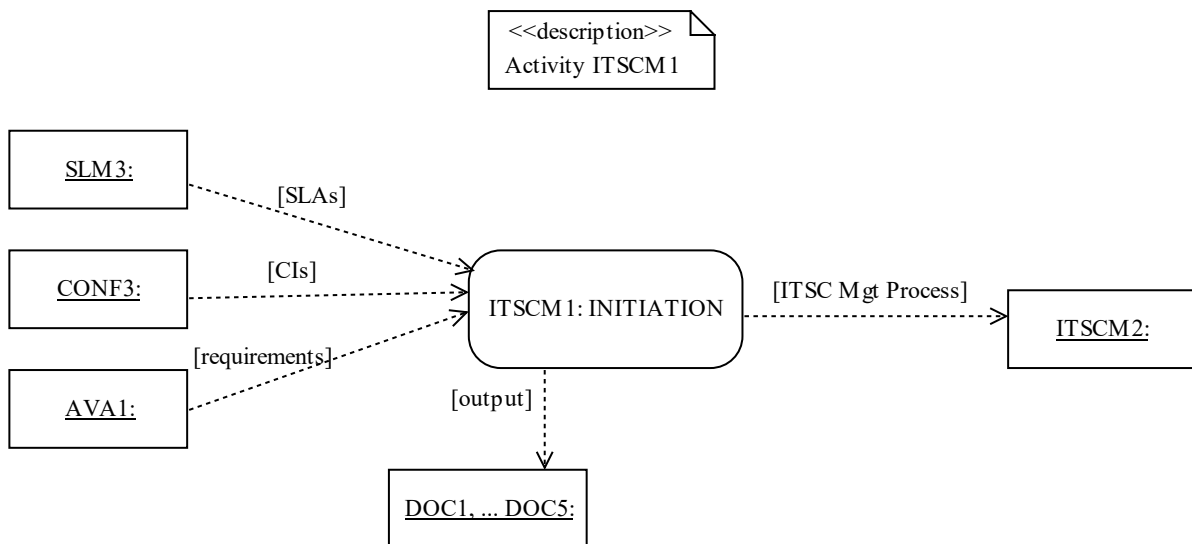 <<description>>
Activity ITSCM1
SLM3:
[SLAs]
CONF3:
[CIs]
ITSCM1: INITIATION
[ITSC Mgt Process]
ITSCM2:
[requirements]
AVA1:
[output]
DOC1, ... DOC5: